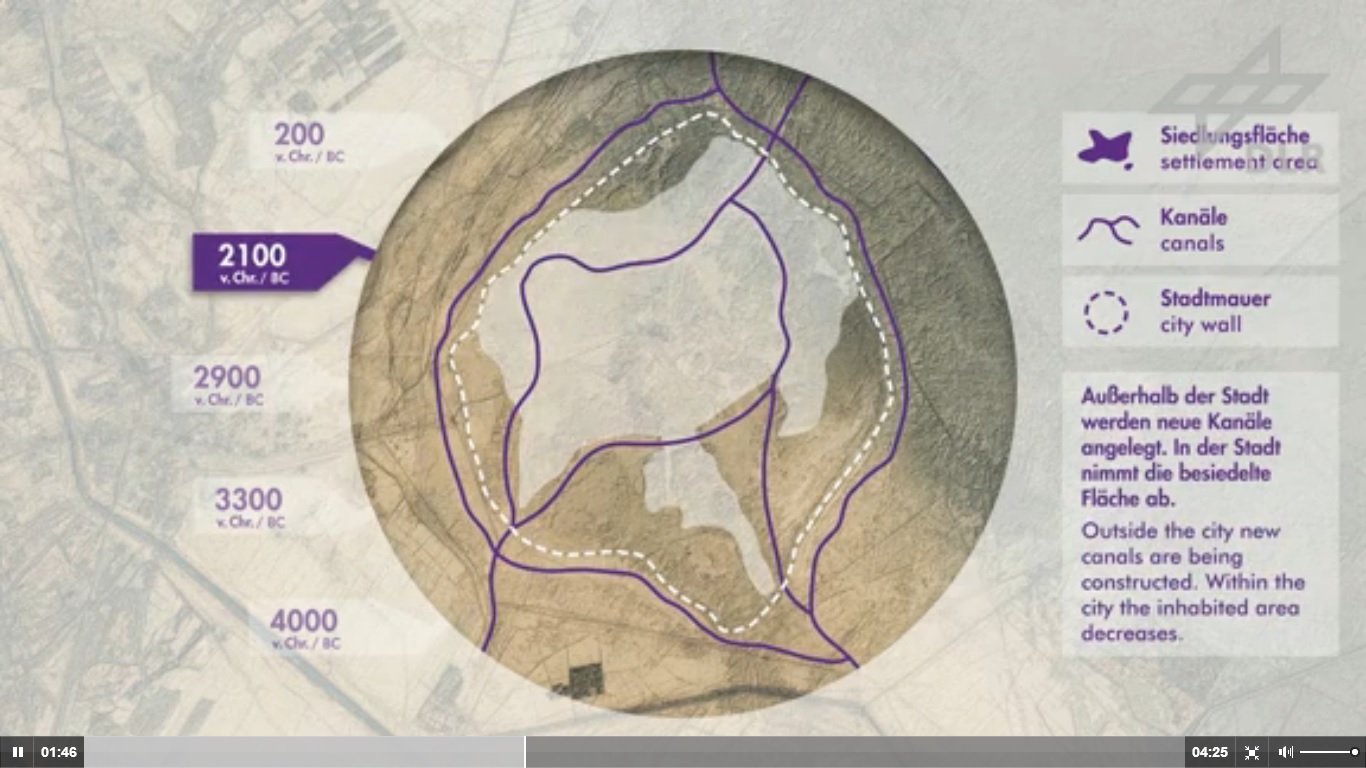 200
v. Chr. / BC
2100
v. Chr. / BC
2900
v. Chr. / BC
3300
v. Chr. / BC
4000
v. Chr. / BC
Siedlungsfläche
settlement area
DLR
Kanäle
canals
Stadtmauer
city wall
Außerhalb der Stadt
werden neue Kanäle
angelegt. In der Stadt
nimmt die besiedelte
Fläche ab.
Outside the city new
canals are being
constructed. Within the
city the inhabited area
decreases.
01:46
04:25